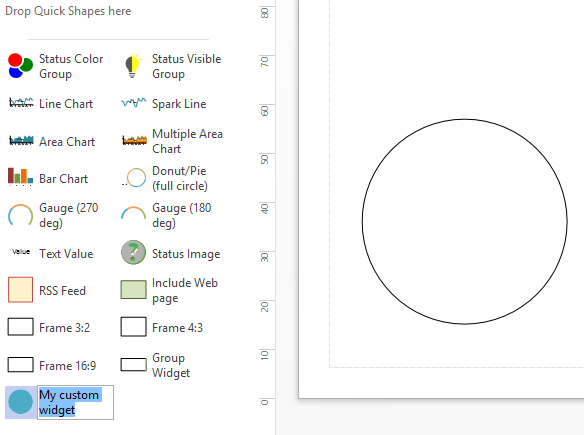 Drop Quick Shapes here
Status Color
Group
Status Visible
Group
Line Chart
Spark Line
Area Chart
Multiple Area
Chart
Bar Chart
Donut/Pie
(full circle)
Gauge (270
deg)
Gauge (180
deg)
Value
Text Value
Status Image
RSS Feed
Include Web
page
Frame 3:2
Frame 4:3
Frame 16:9
Group
Widget
My custom
widget
80
70
60
50
40
30
20
10
0